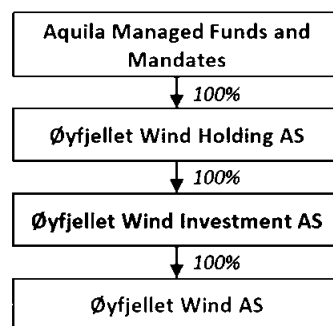 Aquila Managed Funds and
Mandates
100%
Øyfjellet Wind Holding AS
100%
Øyfjellet Wind Investment AS
100%
Øyfjellet Wind AS